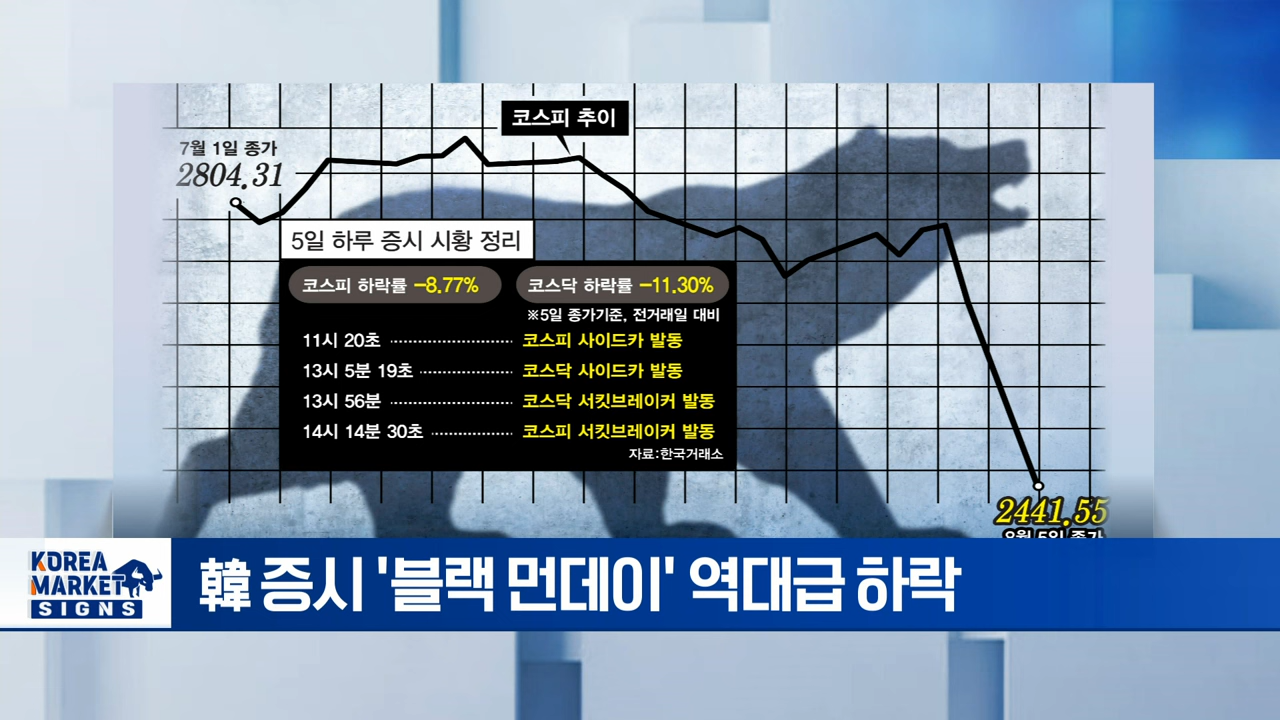 코스피 추이
7월 1일 종가
2804.31
5일 하루 증시 시황 정리
코스피 하락률 -8.77%
코스닥 하락률 -11.30%
※5일 종가기준, 전거래일 대비
11시 20초 코스피 사이드카 발동
13시 5분 19초 코스닥 사이드카 발동
13시 56분 코스닥 서킷브레이커 발동
14시 14분 30초 코스피 서킷브레이커 발동
자료:한국거래소
2441.55
8월 5일 종가
KOREA
MARKET
SIGNS
韓 증시 '블랙 먼데이' 역대급 하락